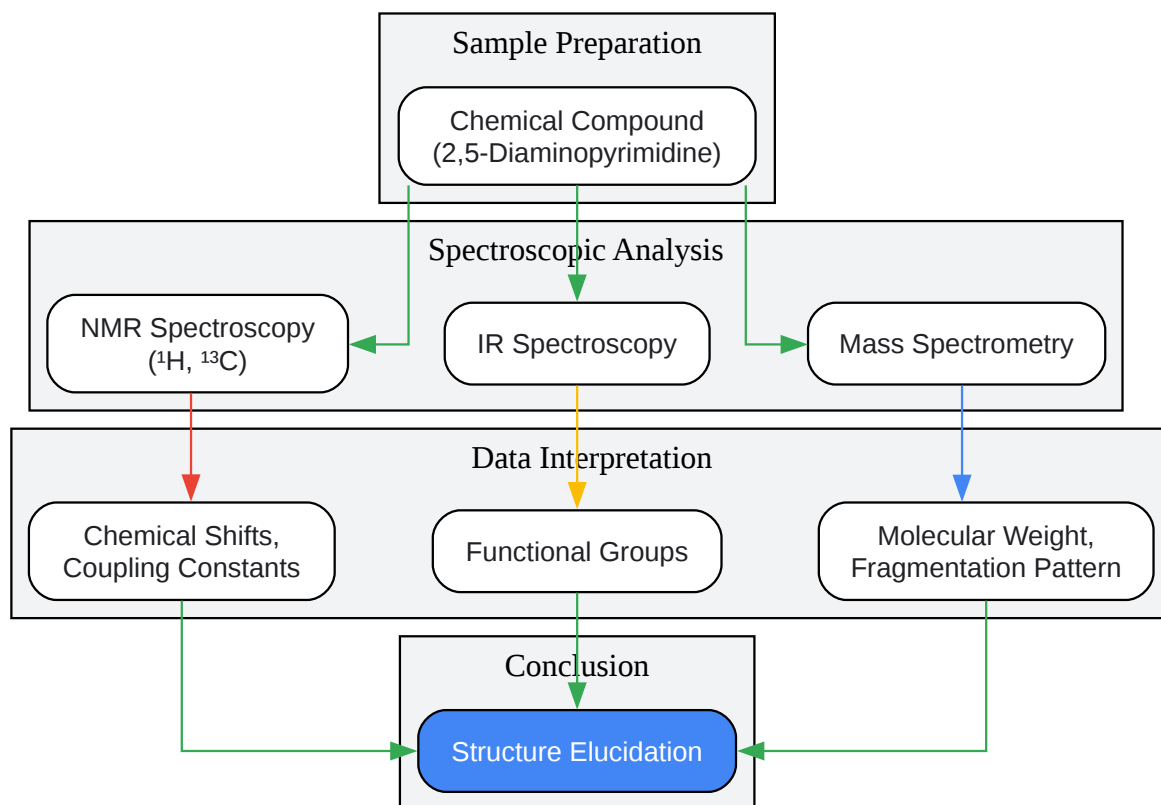 Sample Preparation
Chemical Compound
(2,5-Diaminopyrimidine)
Spectroscopic Analysis
NMR Spectroscopy
(¹H, ¹³C)
IR Spectroscopy
Mass Spectrometry
Data Interpretation
Chemical Shifts,
Coupling Constants
Functional Groups
Molecular Weight,
Fragmentation Pattern
Conclusion
Structure Elucidation